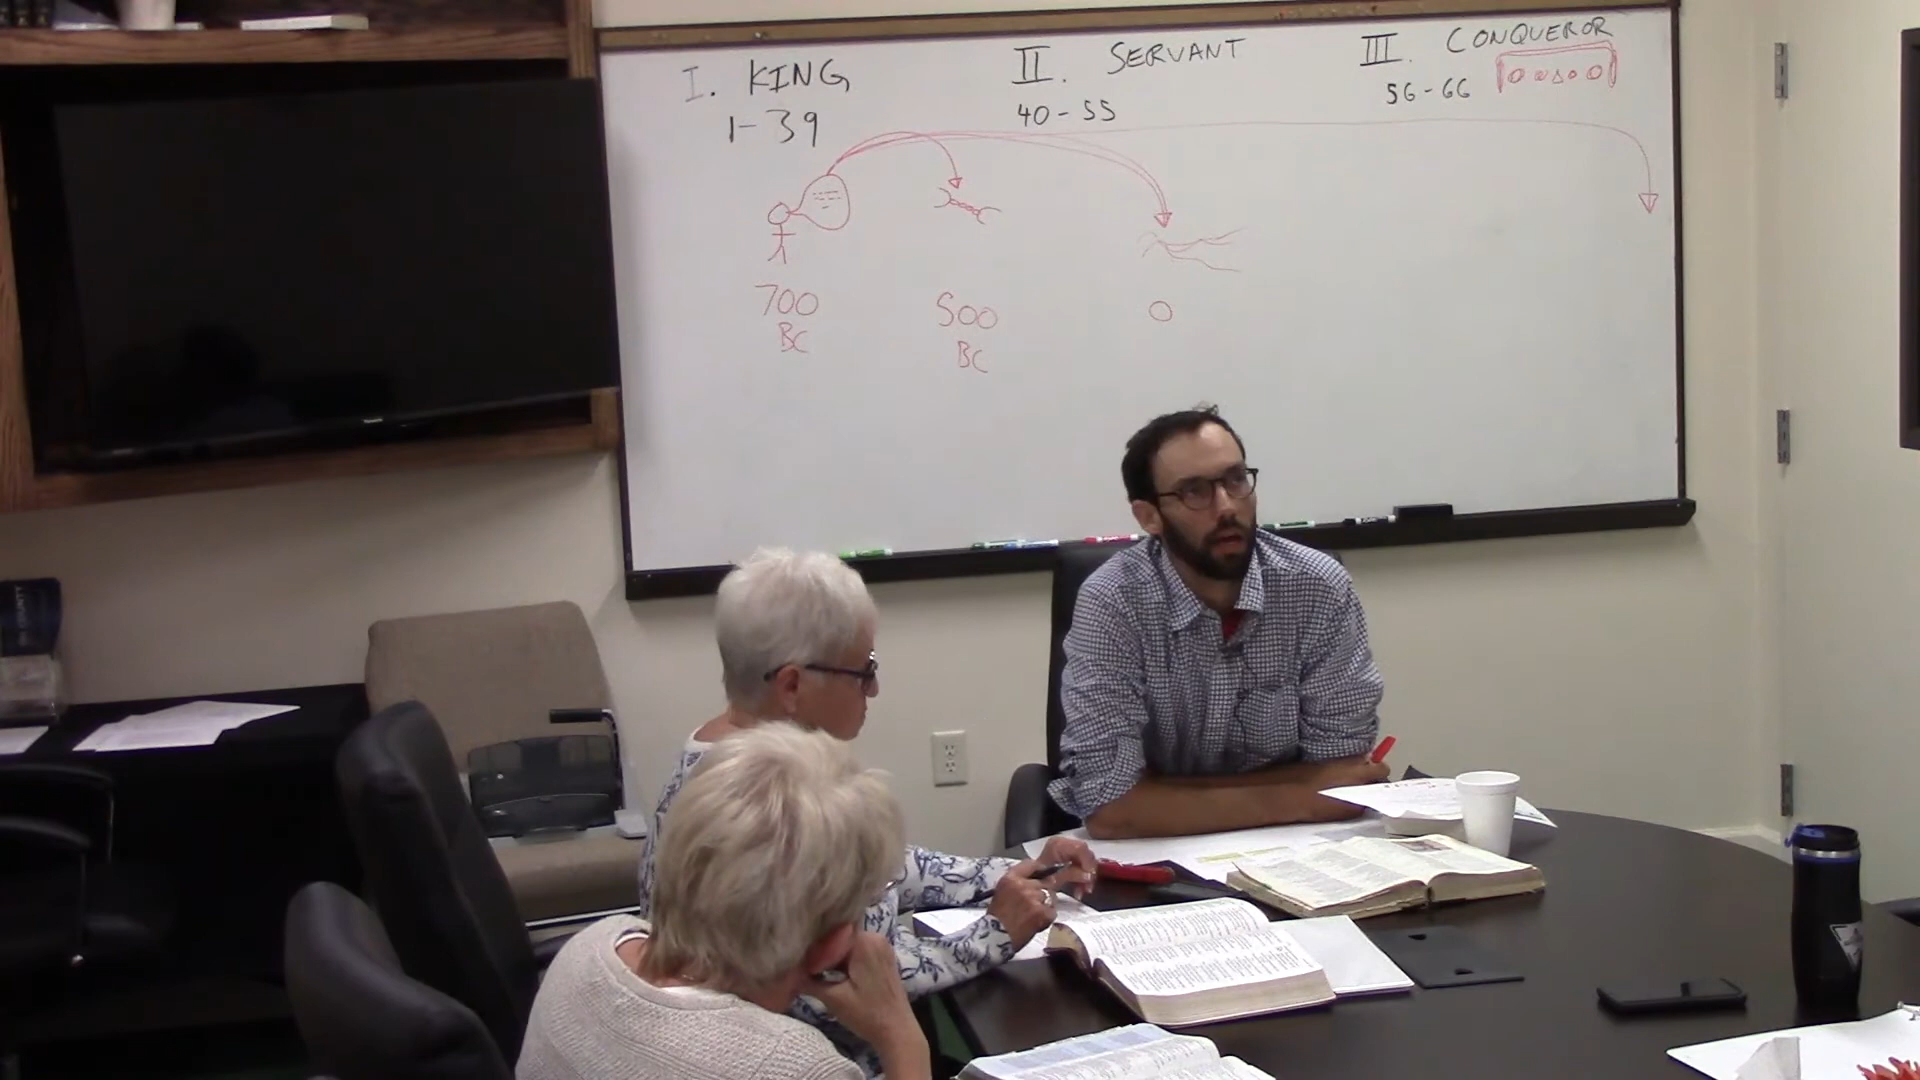 I. KING
1-39
II. SERVANT
40-55
III. CONQUEROR
56-66
700
BC
500
BC
0